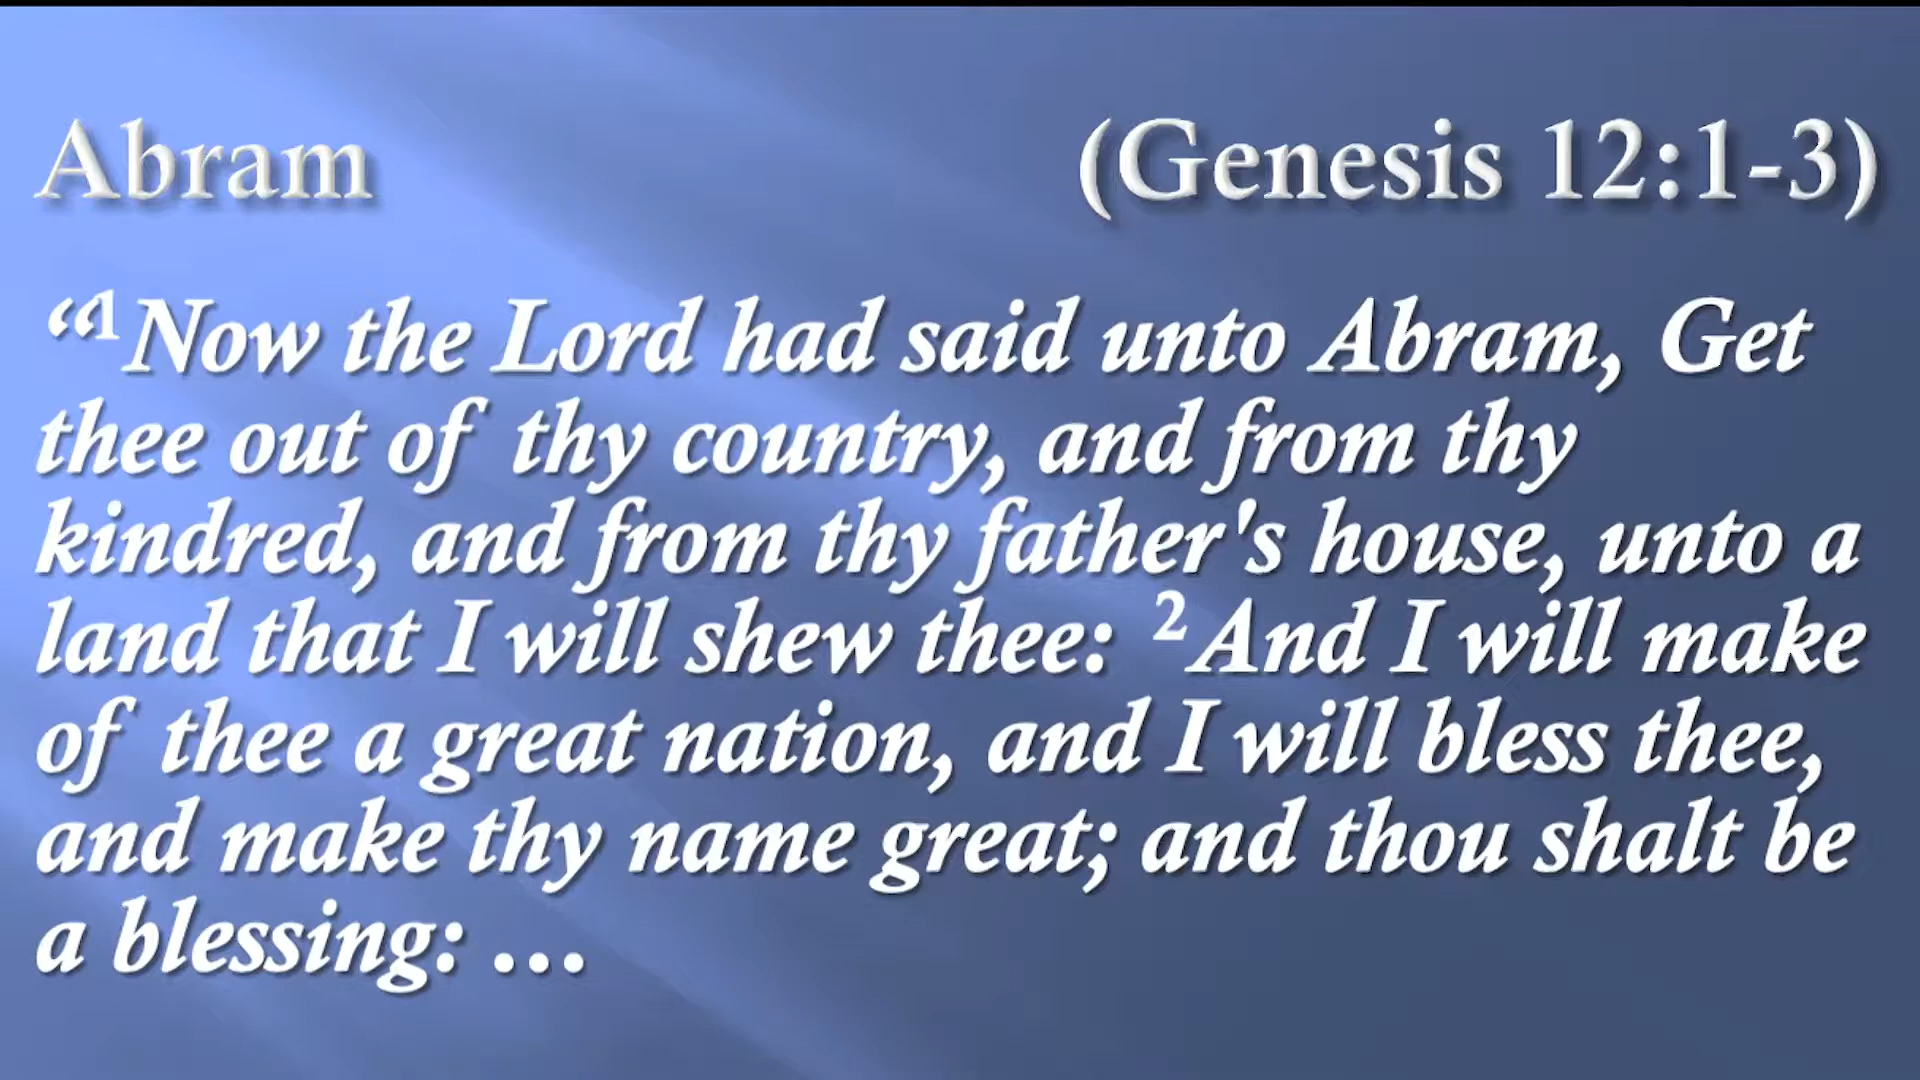 Abram (Genesis 12:1-3)
“¹ Now the Lord had said unto Abram, Get
thee out of thy country, and from thy
kindred, and from thy father's house, unto a
land that I will shew thee: ² And I will make
of thee a great nation, and I will bless thee,
and make thy name great; and thou shalt be
a blessing: …